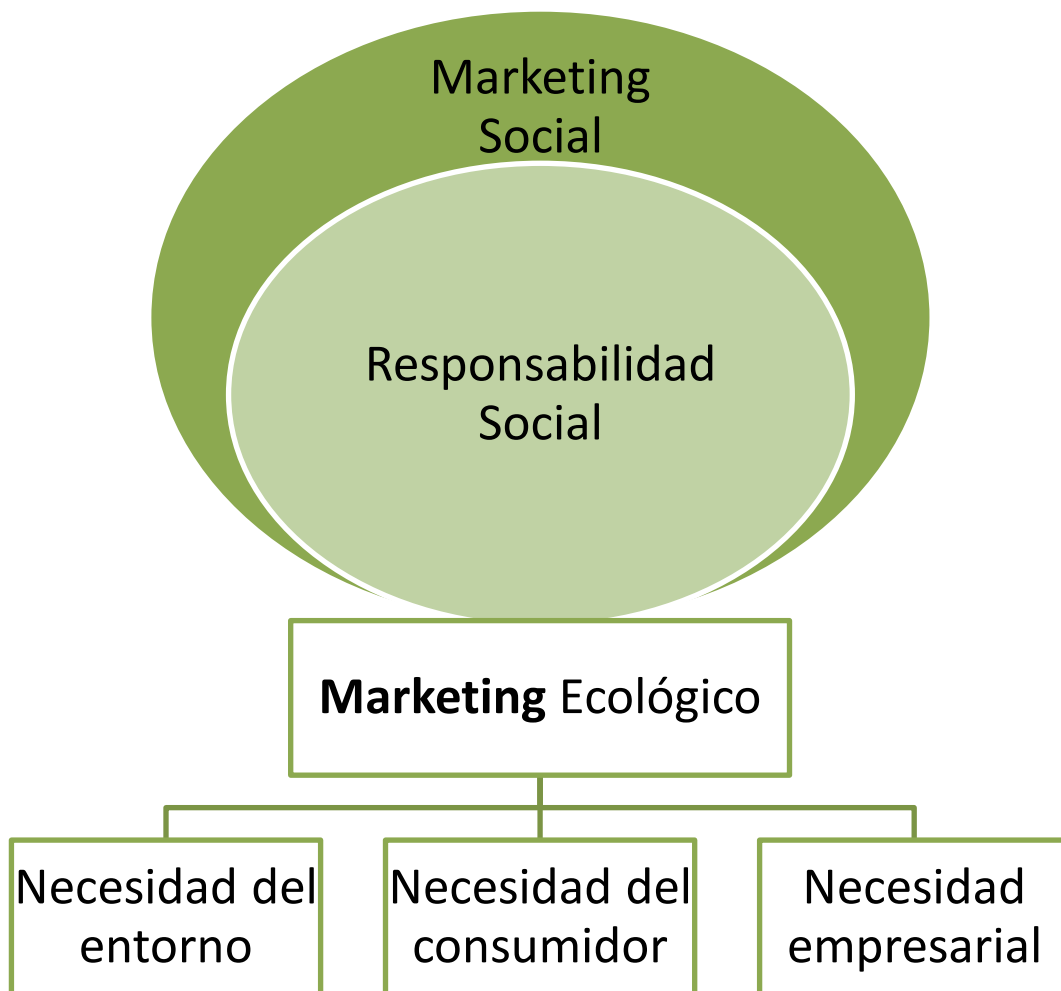 Marketing
Social
Responsabilidad
Social
Marketing Ecológico
Necesidad del
entorno
Necesidad del
consumidor
Necesidad
empresarial